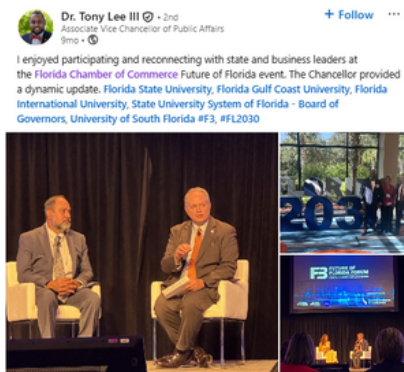 Dr. Tony Lee III • 2nd
+ Follow
Associate Vice Chancellor of Public Affairs
9mo •
I enjoyed participating and reconnecting with state and business leaders at
the Florida Chamber of Commerce Future of Florida event. The Chancellor provided
a dynamic update. Florida State University, Florida Gulf Coast University, Florida
International University, State University System of Florida - Board of
Governors, University of South Florida #F3, #FL2030
FUTURE OF
FLORIDA FORUM